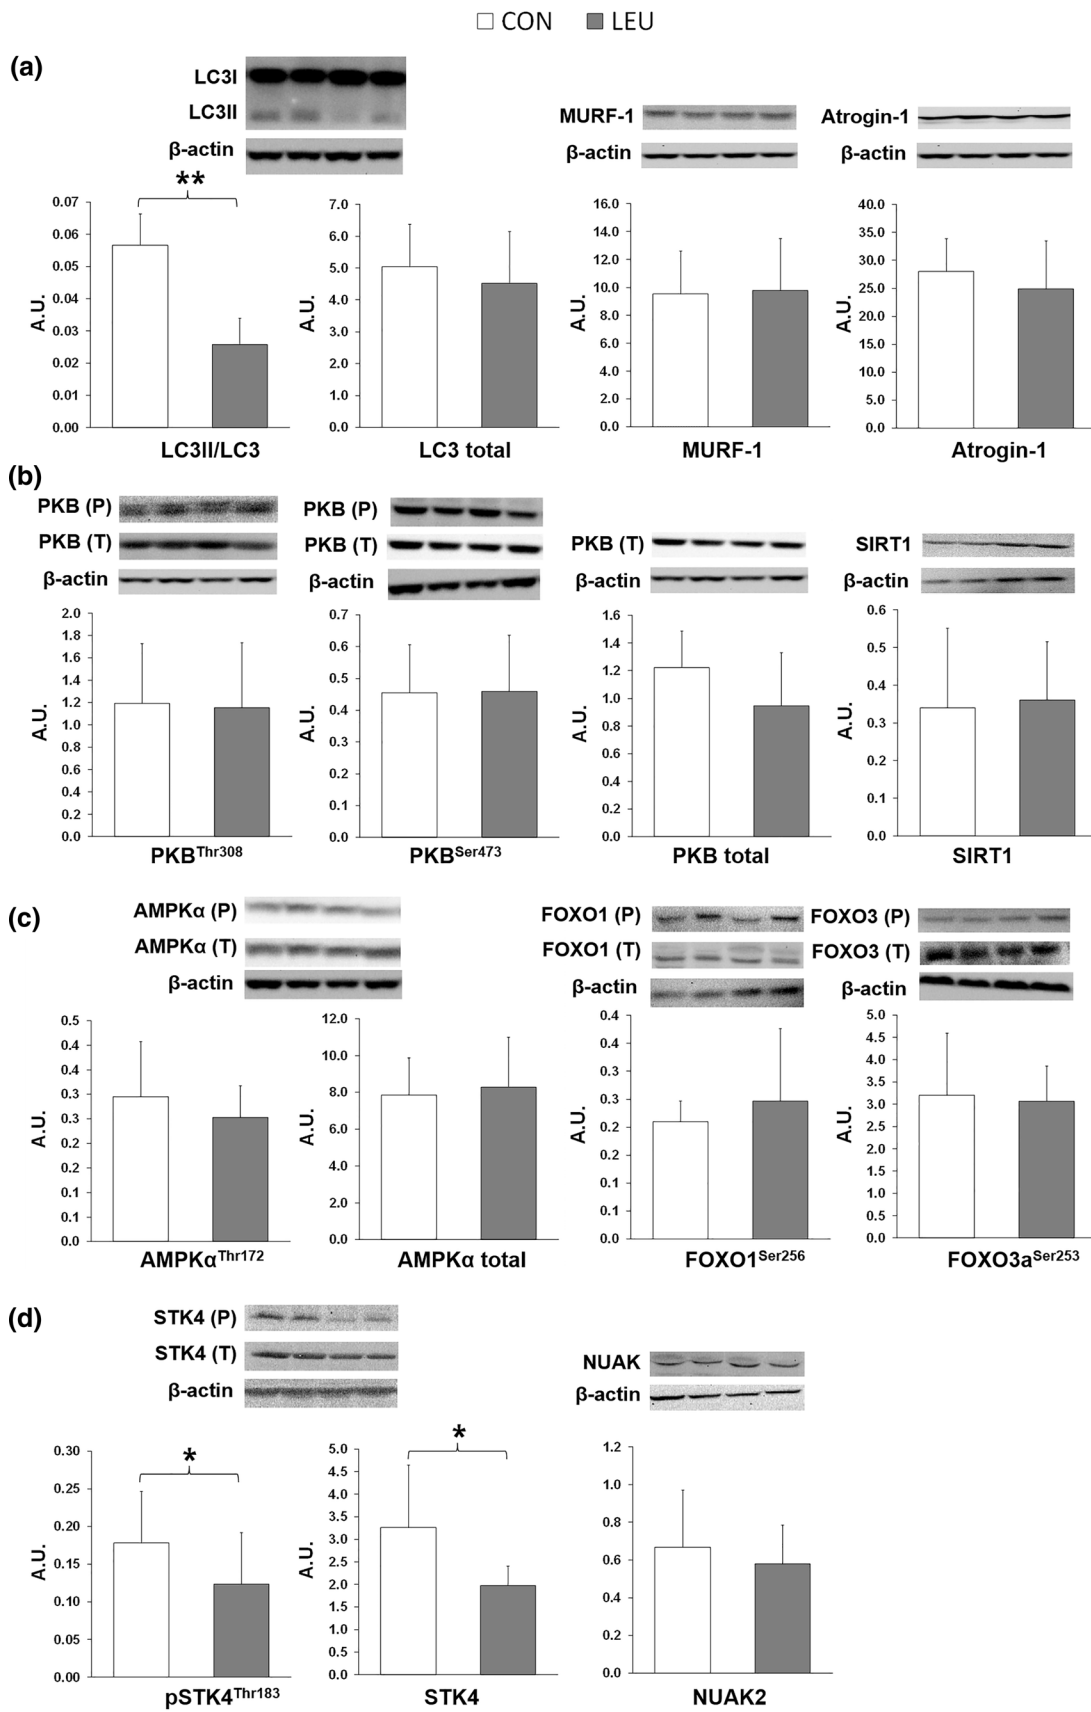 CON LEU
(a)
LC3I
LC3II
β-actin
MURF-1
β-actin
Atrogin-1
β-actin
**
A.U.
0.07
0.06
0.05
0.04
0.03
0.02
0.01
0.00
LC3II/LC3
A.U.
7.0
6.0
5.0
4.0
3.0
2.0
1.0
0.0
LC3 total
A.U.
16.0
14.0
12.0
10.0
8.0
6.0
4.0
2.0
0.0
MURF-1
A.U.
40.0
35.0
30.0
25.0
20.0
15.0
10.0
5.0
0.0
Atrogin-1
(b)
PKB (P)
PKB (T)
β-actin
PKB (P)
PKB (T)
β-actin
PKB (T)
β-actin
SIRT1
β-actin
A.U.
2.0
1.8
1.6
1.4
1.2
1.0
0.8
0.6
0.4
0.2
0.0
PKBThr308
A.U.
0.7
0.6
0.5
0.4
0.3
0.2
0.1
0.0
PKBSer473
A.U.
1.6
1.4
1.2
1.0
0.8
0.6
0.4
0.2
0.0
PKB total
A.U.
0.6
0.5
0.4
0.3
0.2
0.1
0.0
SIRT1
(c)
AMPKα (P)
AMPKα (T)
β-actin
FOXO1 (P)
FOXO1 (T)
β-actin
FOXO3 (P)
FOXO3 (T)
β-actin
A.U.
0.5
0.4
0.4
0.3
0.3
0.2
0.2
0.1
0.1
0.0
AMPKαThr172
A.U.
12.0
10.0
8.0
6.0
4.0
2.0
0.0
AMPKα total
A.U.
0.4
0.4
0.3
0.3
0.2
0.2
0.1
0.1
0.0
FOXO1Ser256
A.U.
5.0
4.5
4.0
3.5
3.0
2.5
2.0
1.5
1.0
0.5
0.0
FOXO3aSer253
(d)
STK4 (P)
STK4 (T)
β-actin
NUAK
β-actin
*
A.U.
0.30
0.25
0.20
0.15
0.10
0.05
0.00
pSTK4Thr183
*
A.U.
5.0
4.5
4.0
3.5
3.0
2.5
2.0
1.5
1.0
0.5
0.0
STK4
A.U.
1.2
1.0
0.8
0.6
0.4
0.2
0.0
NUAK2